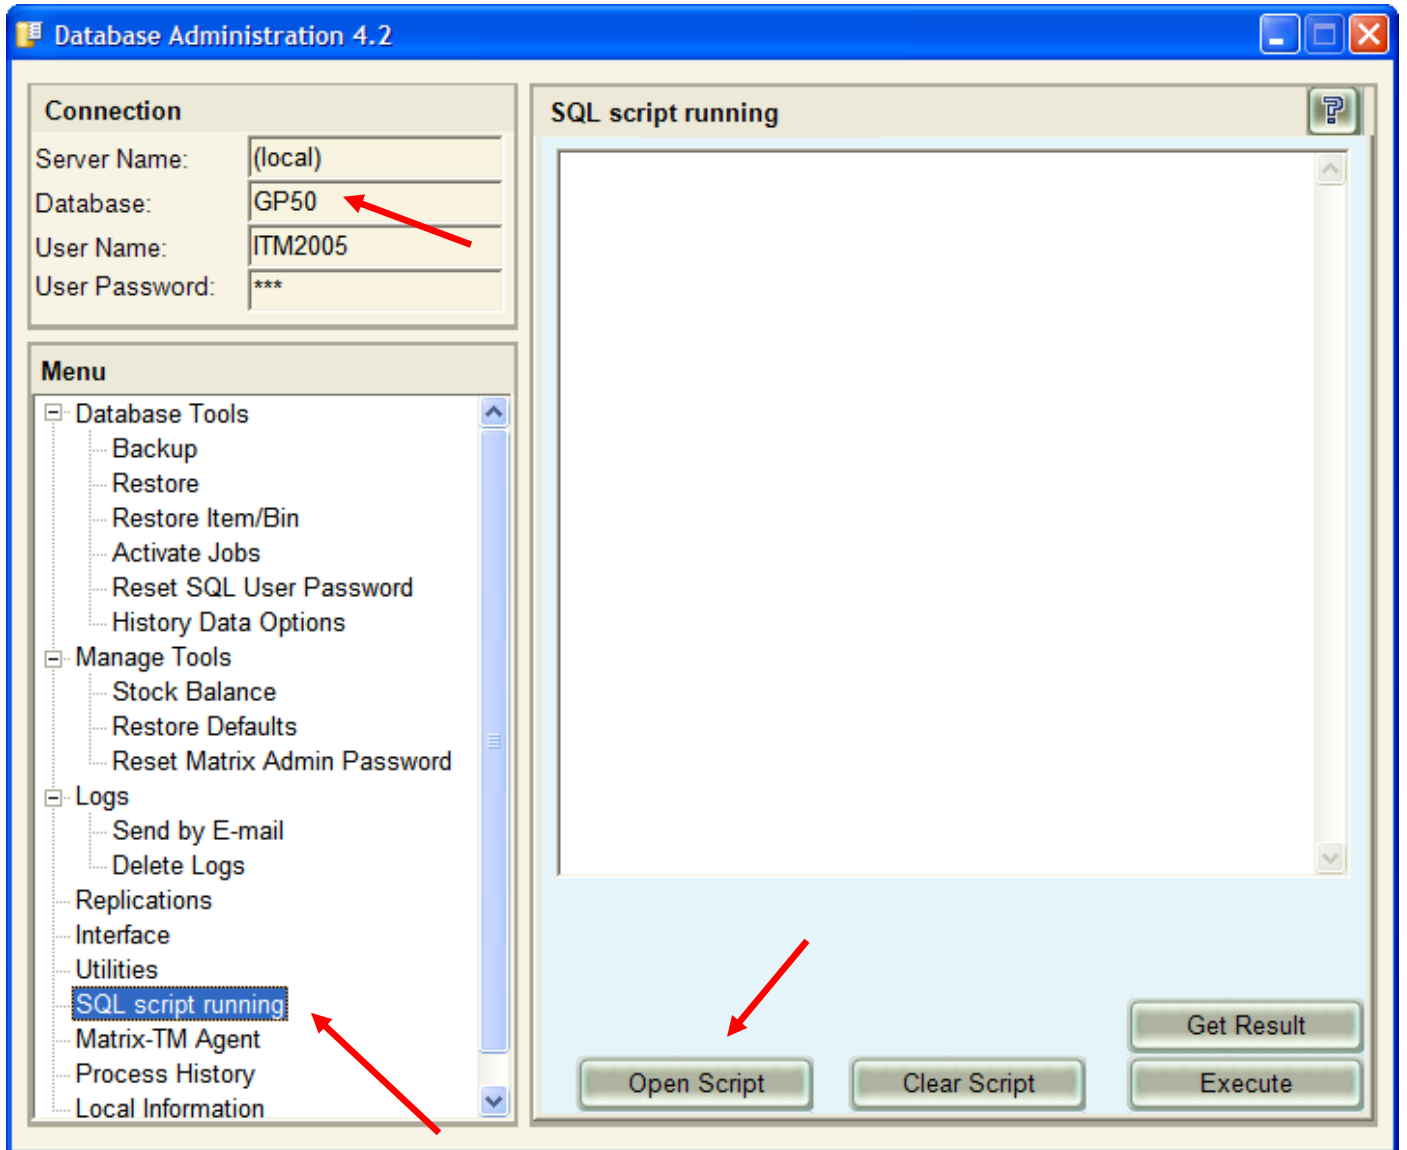 Database Administration 4.2
Connection
Server Name: (local)
Database: GP50
User Name: ITM2005
User Password: ***
Menu
Database Tools
Backup
Restore
Restore Item/Bin
Activate Jobs
Reset SQL User Password
History Data Options
Manage Tools
Stock Balance
Restore Defaults
Reset Matrix Admin Password
Logs
Send by E-mail
Delete Logs
Replications
Interface
Utilities
SQL script running
Matrix-TM Agent
Process History
Local Information
SQL script running
?
Get Result
Open Script Clear Script Execute